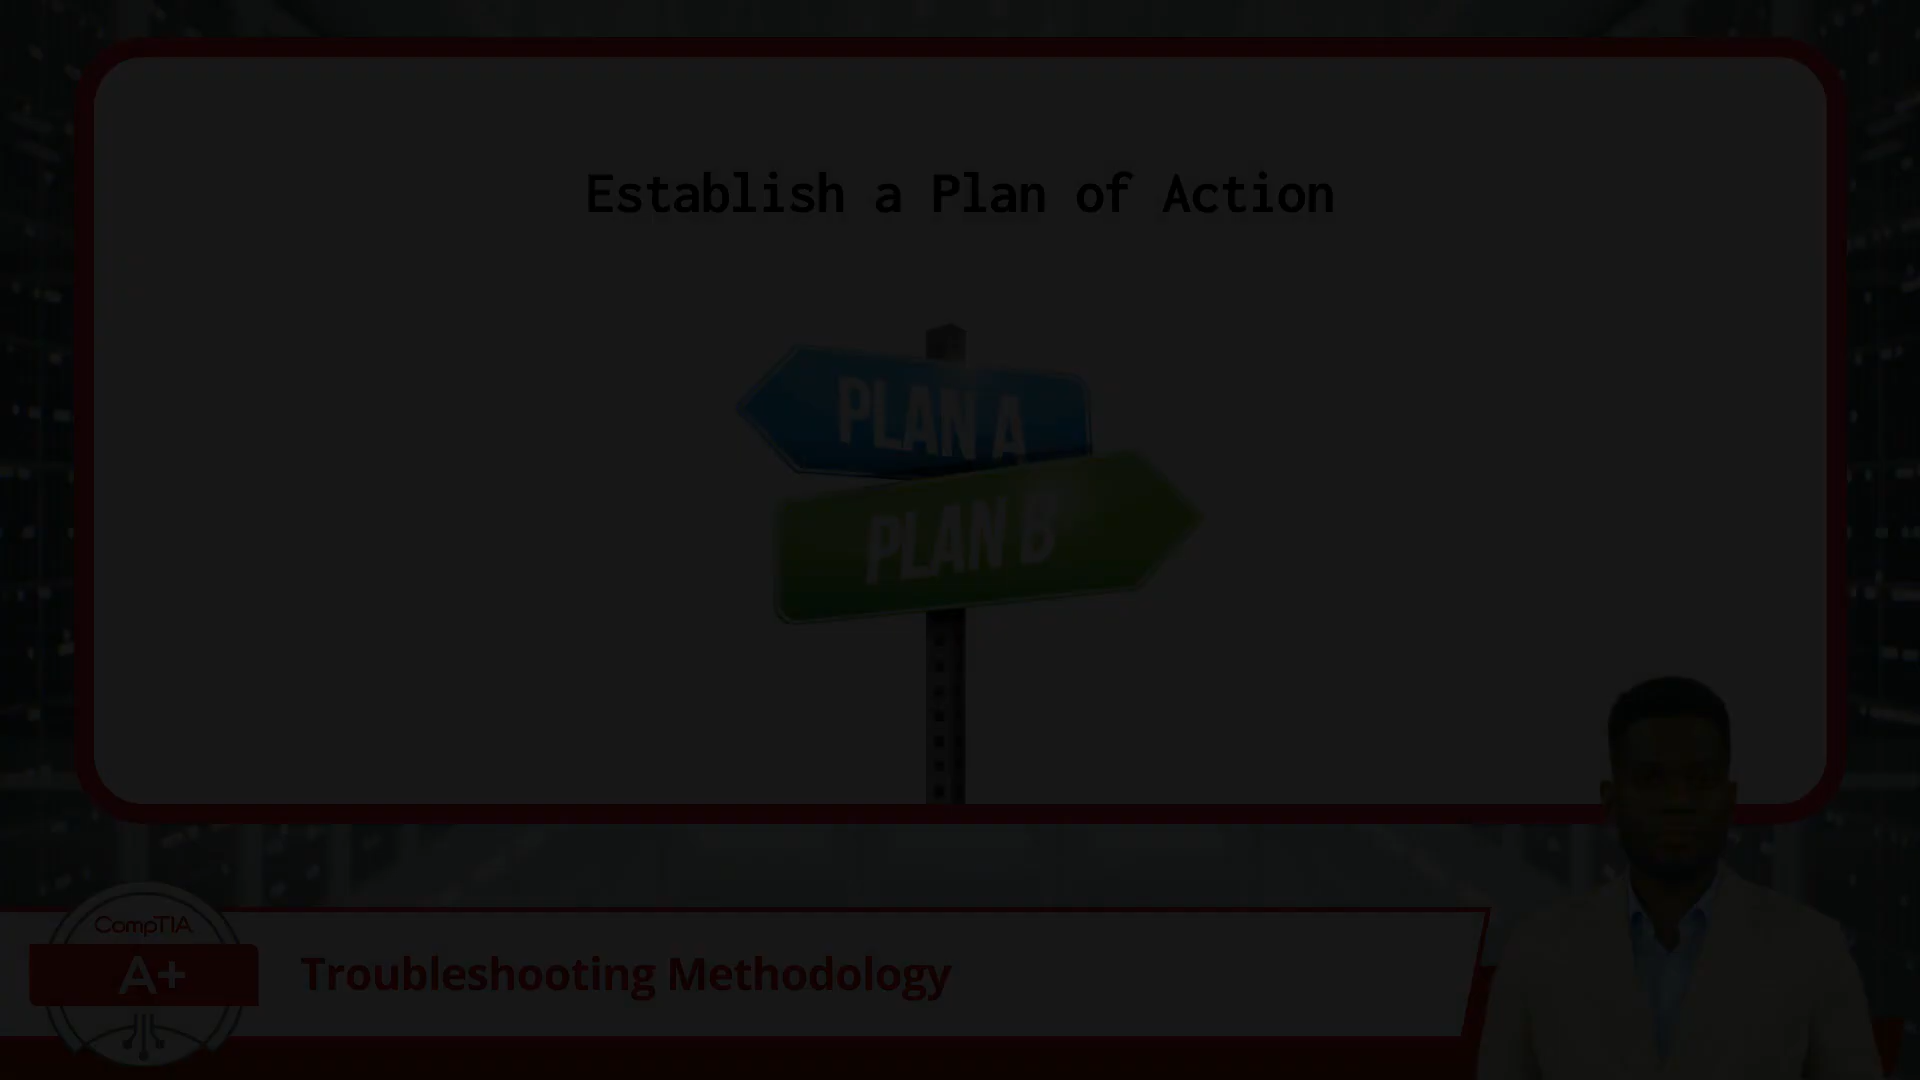 Establish a Plan of Action
PLAN A
PLAN B
CompTIA
A+
Troubleshooting Methodology